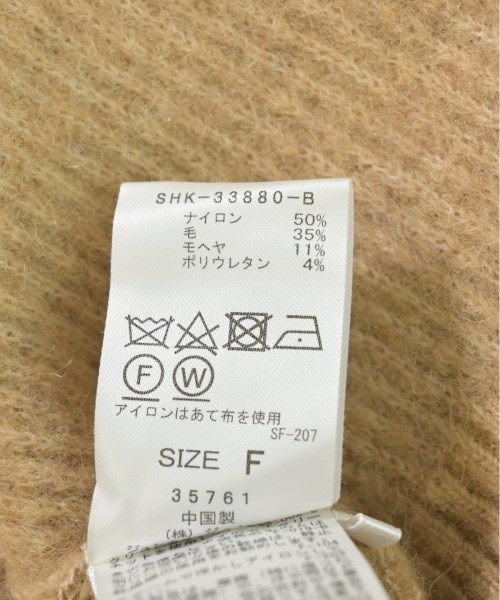 SHK-33880-B
ナイロン 50%
毛 35%
モヘヤ 11%
ポリウレタン 4%
F W
アイロンはあて布を使用
SF-207
SIZE F
35761
中国製
(株)